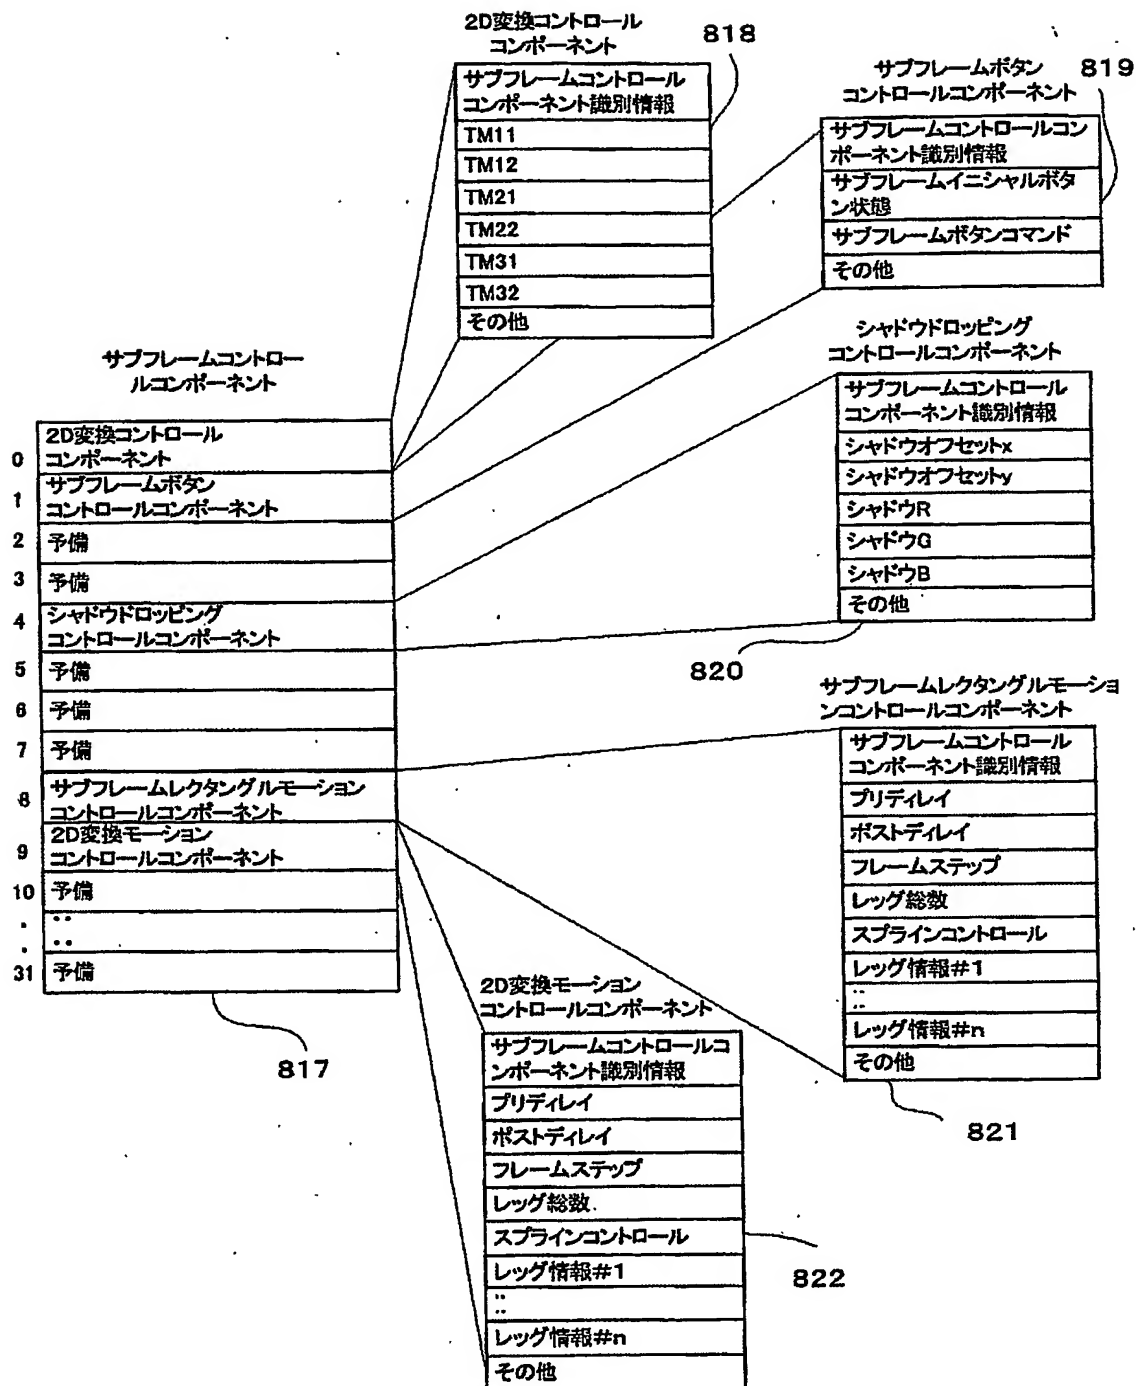 2D変換コントロール
コンポーネント
818
サブフレームコントロール
コンポーネント識別情報
TM11
TM12
TM21
TM22
TM31
TM32
その他
サブフレームボタン
コントロールコンポーネント
819
サブフレームコントロールコン
ポーネント識別情報
サブフレームイニシャルボタ
ン状態
サブフレームボタンコマンド
その他
シャドウドロッピング
コントロールコンポーネント
サブフレームコントロール
コンポーネント識別情報
シャドウオフセットx
シャドウオフセットy
シャドウR
シャドウG
シャドウB
その他
820
サブフレームコントロー
ルコンポーネント
0 2D変換コントロール
コンポーネント
1 サブフレームボタン
コントロールコンポーネント
2 予備
3 予備
4 シャドウドロッピング
コントロールコンポーネント
5 予備
6 予備
7 予備
8 サブフレームレクタングルモーション
コントロールコンポーネント
9 2D変換モーション
コントロールコンポーネント
10 予備
: ::
31 予備
817
サブフレームレクタングルモーショ
ンコントロールコンポーネント
サブフレームコントロール
コンポーネント識別情報
プリディレイ
ポストディレイ
フレームステップ
レッグ総数
スプラインコントロール
レッグ情報#1
::
レッグ情報#n
その他
821
2D変換モーション
コントロールコンポーネント
サブフレームコントロールコ
ンポーネント識別情報
プリディレイ
ポストディレイ
フレームステップ
レッグ総数
スプラインコントロール
レッグ情報#1
::
レッグ情報#n
その他
822